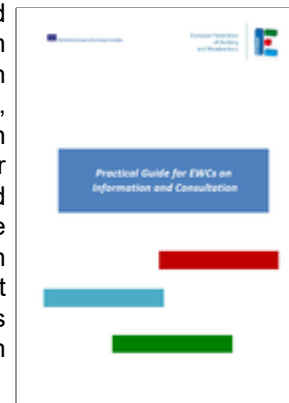 d
n
n
,
n
r
d
e
n
t
s
n
European Federation
of Building
and Woodworkers
Practical Guide for EWCs on
Information and Consultation